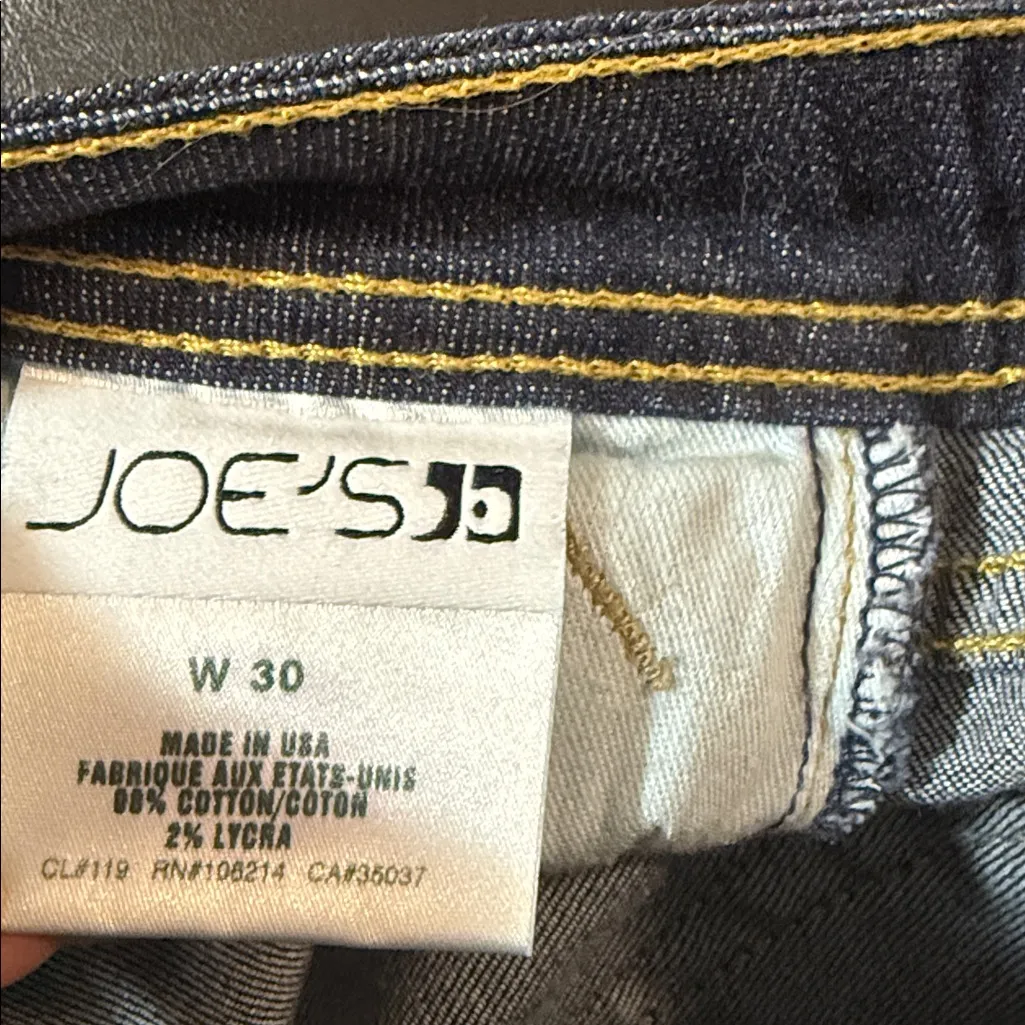 JOE'S
W 30
MADE IN USA
FABRIQUE AUX ETATS-UNIS
98% COTTON/COTON
2% LYCRA
CL#119 RN#106214 CA#35037